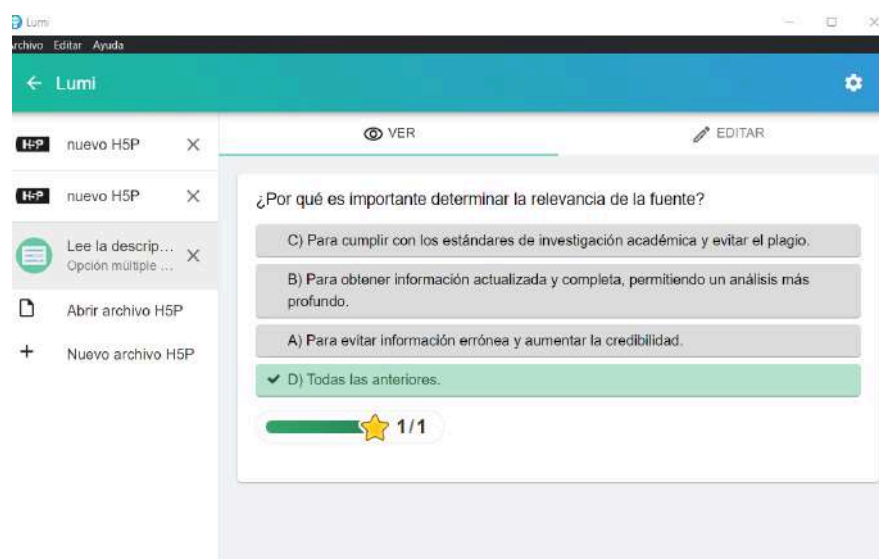 Lumi
Archivo Editar Ayuda
Lumi
H5P nuevo H5P
H5P nuevo H5P
Lee la descrip...
Opción múltiple ...
Abrir archivo H5P
Nuevo archivo H5P
VER
EDITAR
¿Por qué es importante determinar la relevancia de la fuente?
C) Para cumplir con los estándares de investigación académica y evitar el plagio.
B) Para obtener información actualizada y completa, permitiendo un análisis más
profundo.
A) Para evitar información errónea y aumentar la credibilidad.
D) Todas las anteriores.
1/1